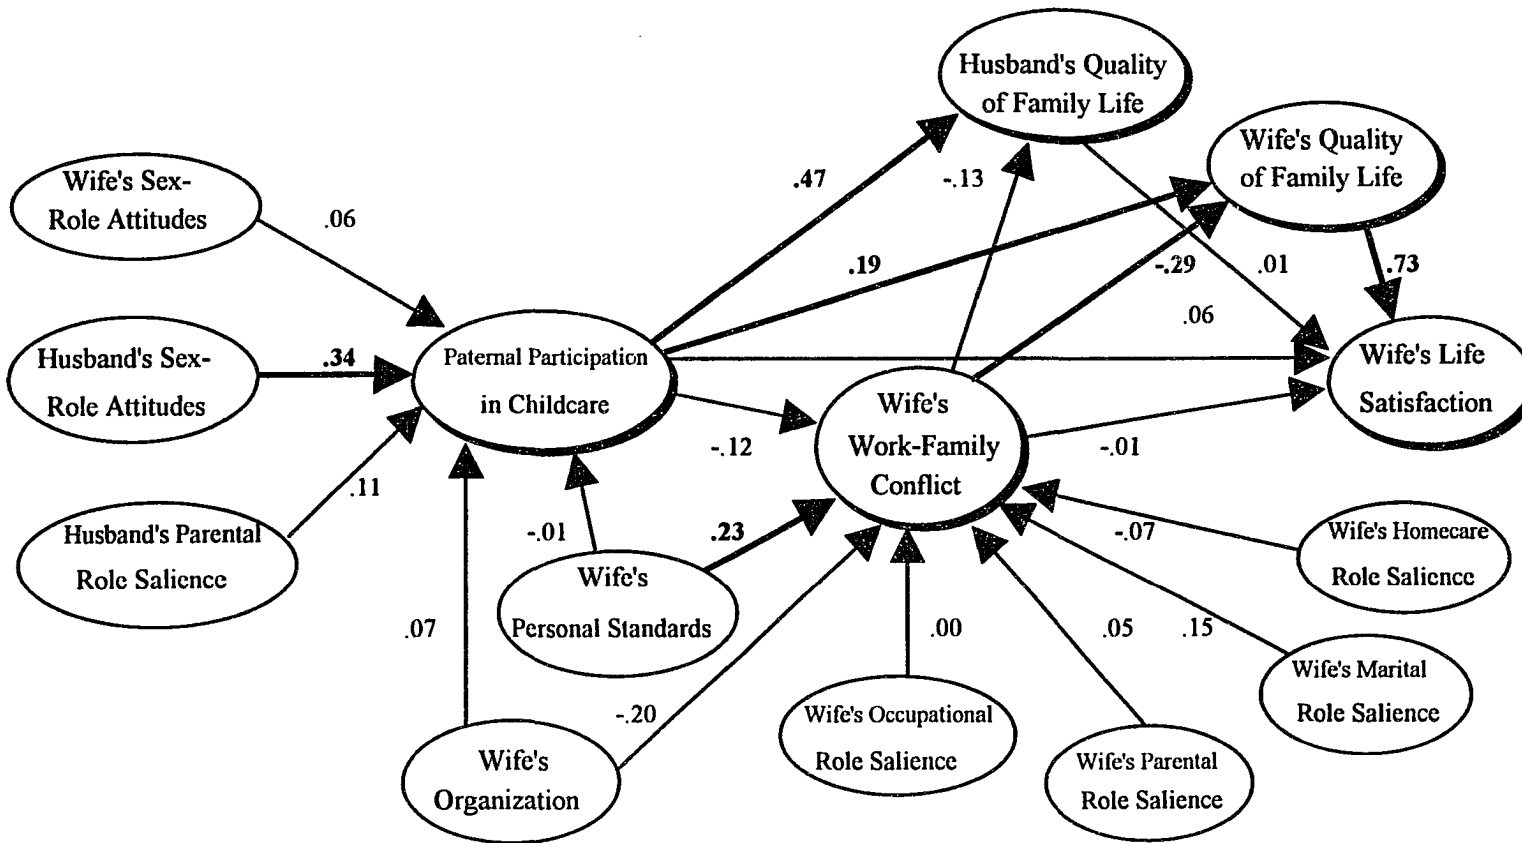 Husband's Quality
of Family Life
Wife's Quality
of Family Life
Wife's Sex-
Role Attitudes
.47
-.13
.06
.19
-.29
.01
.73
.06
Husband's Sex-
Role Attitudes
.34
Paternal Participation
in Childcare
Wife's Life
Satisfaction
Wife's
Work-Family
Conflict
-.12
-.01
.11
Husband's Parental
Role Salience
-.01
.23
-.07
Wife's Homecare
Role Salience
Wife's
Personal Standards
.07
.00
.05
.15
Wife's Marital
Role Salience
-.20
Wife's Occupational
Role Salience
Wife's
Organization
Wife's Parental
Role Salience